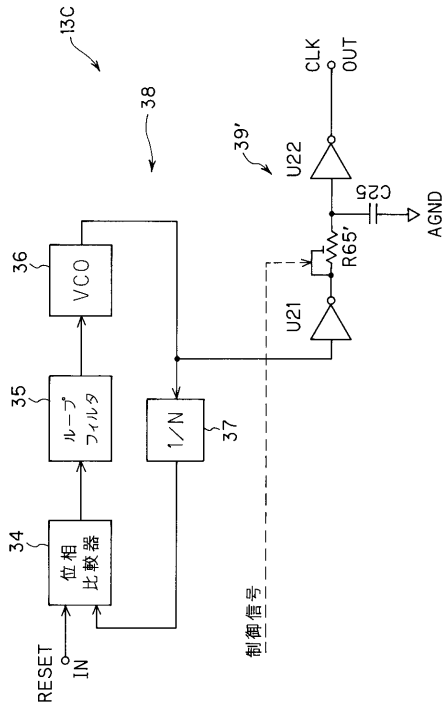 13C
38
RESET
IN
34
位相
比較器
35
ループ
フィルタ
36
VCO
1/N
37
制御信号
39'
U21
R65'
C25
AGND
U22
CLK
OUT